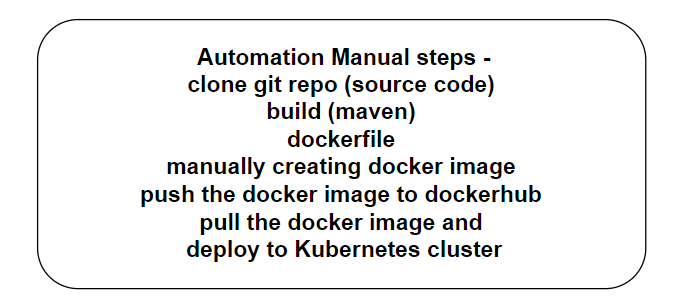 Automation Manual steps -
clone git repo (source code)
build (maven)
dockerfile
manually creating docker image
push the docker image to dockerhub
pull the docker image and
deploy to Kubernetes cluster